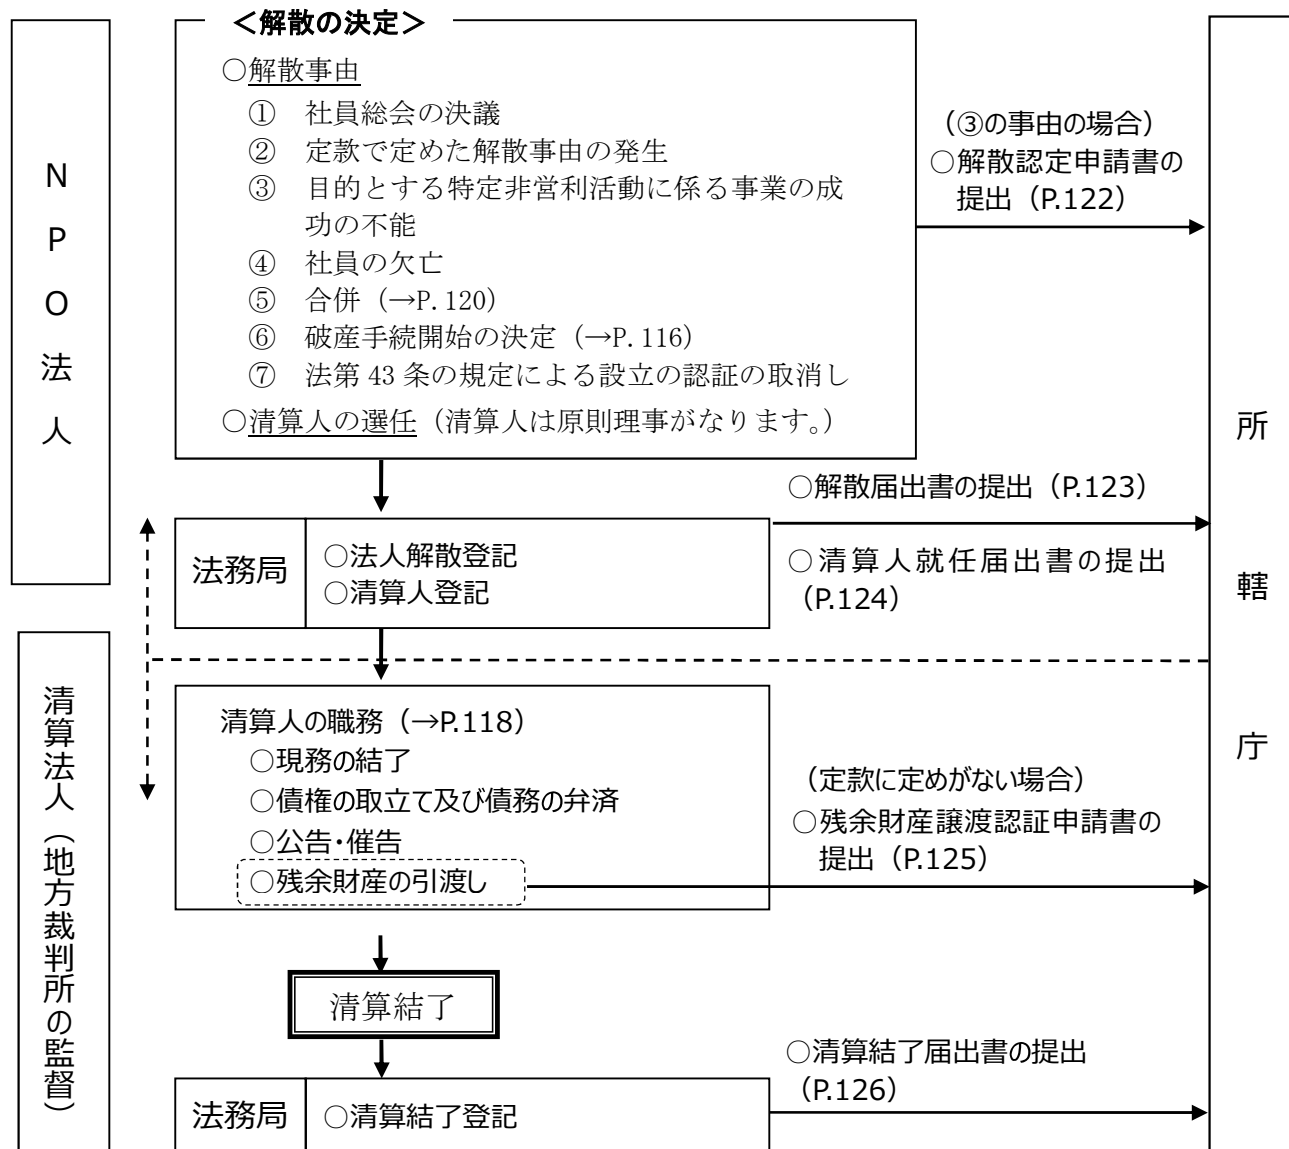 NPO法人
＜解散の決定＞
○解散事由
① 社員総会の決議
② 定款で定めた解散事由の発生
③ 目的とする特定非営利活動に係る事業の成
功の不能
④ 社員の欠亡
⑤ 合併（→P.120）
⑥ 破産手続開始の決定（→P.116）
⑦ 法第 43 条の規定による設立の認証の取消し
○清算人の選任（清算人は原則理事がなります。）
（③の事由の場合）
○解散認定申請書の
提出（P.122）
所轄庁
法務局
○法人解散登記
○清算人登記
○解散届出書の提出（P.123）
○清算人就任届出書の提出
（P.124）
清算法人（地方裁判所の監督）
清算人の職務（→P.118）
○現務の結了
○債権の取立て及び債務の弁済
○公告・催告
○残余財産の引渡し
（定款に定めがない場合）
○残余財産譲渡認証申請書の
提出（P.125）
清算結了
法務局
○清算結了登記
○清算結了届出書の提出
（P.126）